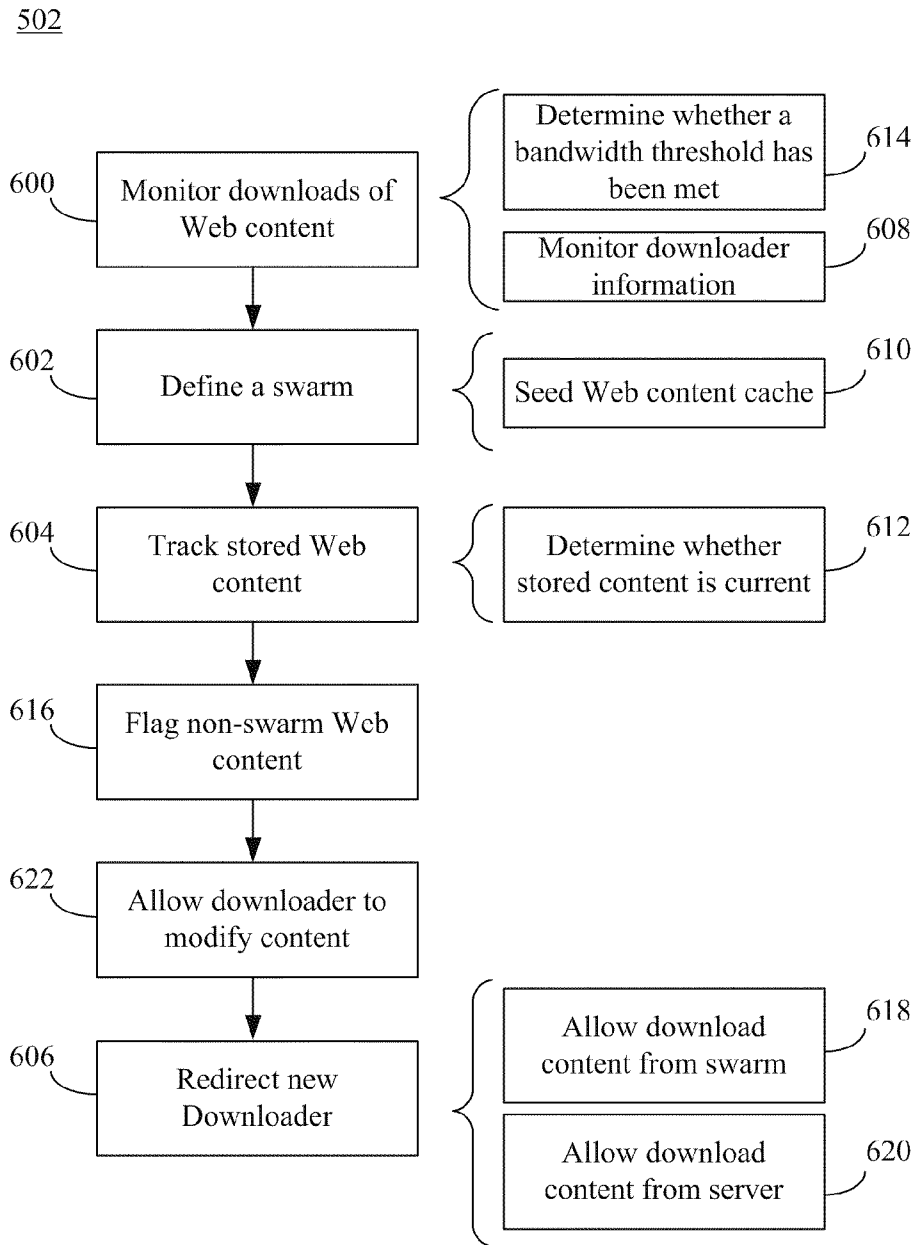 502
600
Monitor downloads of
Web content
Determine whether a
bandwidth threshold has
been met
614
Monitor downloader
information
608
602
Define a swarm
Seed Web content cache
610
604
Track stored Web
content
Determine whether
stored content is current
612
616
Flag non-swarm Web
content
622
Allow downloader to
modify content
606
Redirect new
Downloader
Allow download
content from swarm
618
Allow download
content from server
620